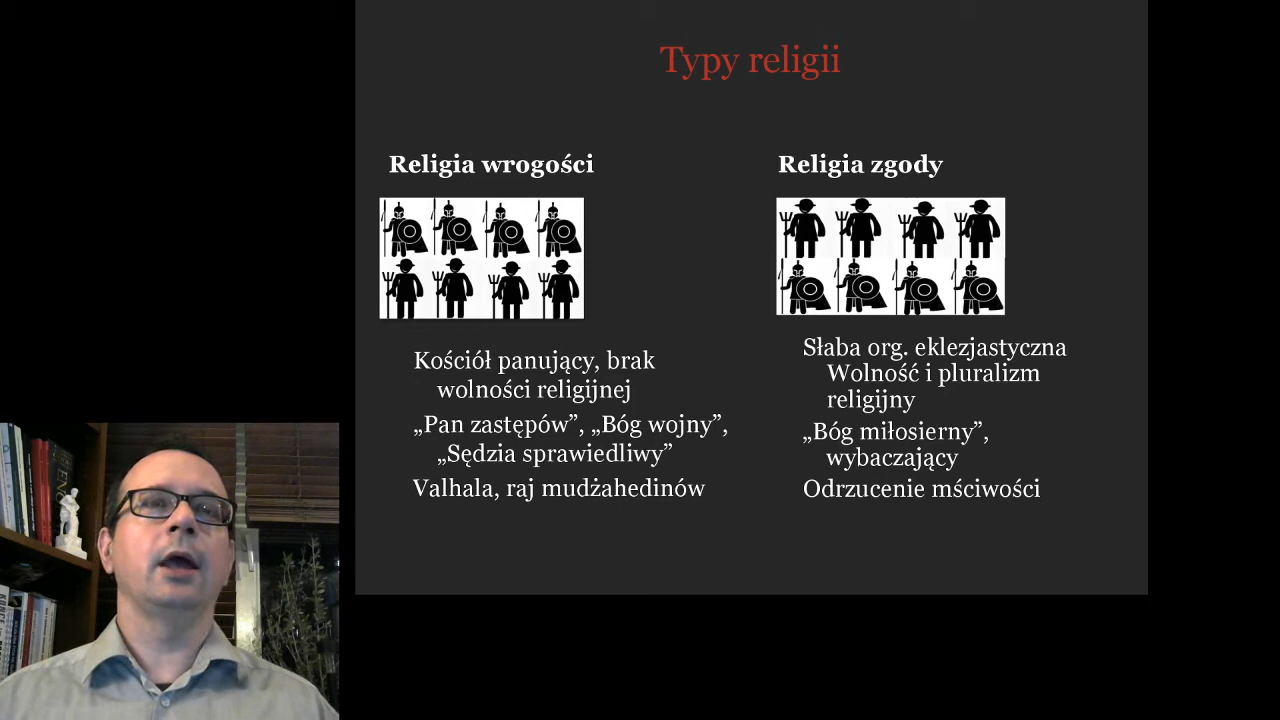 Typy religii
Religia wrogości
Kościół panujący, brak
wolności religijnej
„Pan zastępów”, „Bóg wojny”,
„Sędzia sprawiedliwy”
Valhala, raj mudżahedinów
Religia zgody
Słaba org. eklezjastyczna
Wolność i pluralizm
religijny
„Bóg miłosierny”,
wybaczający
Odrzucenie mściwości